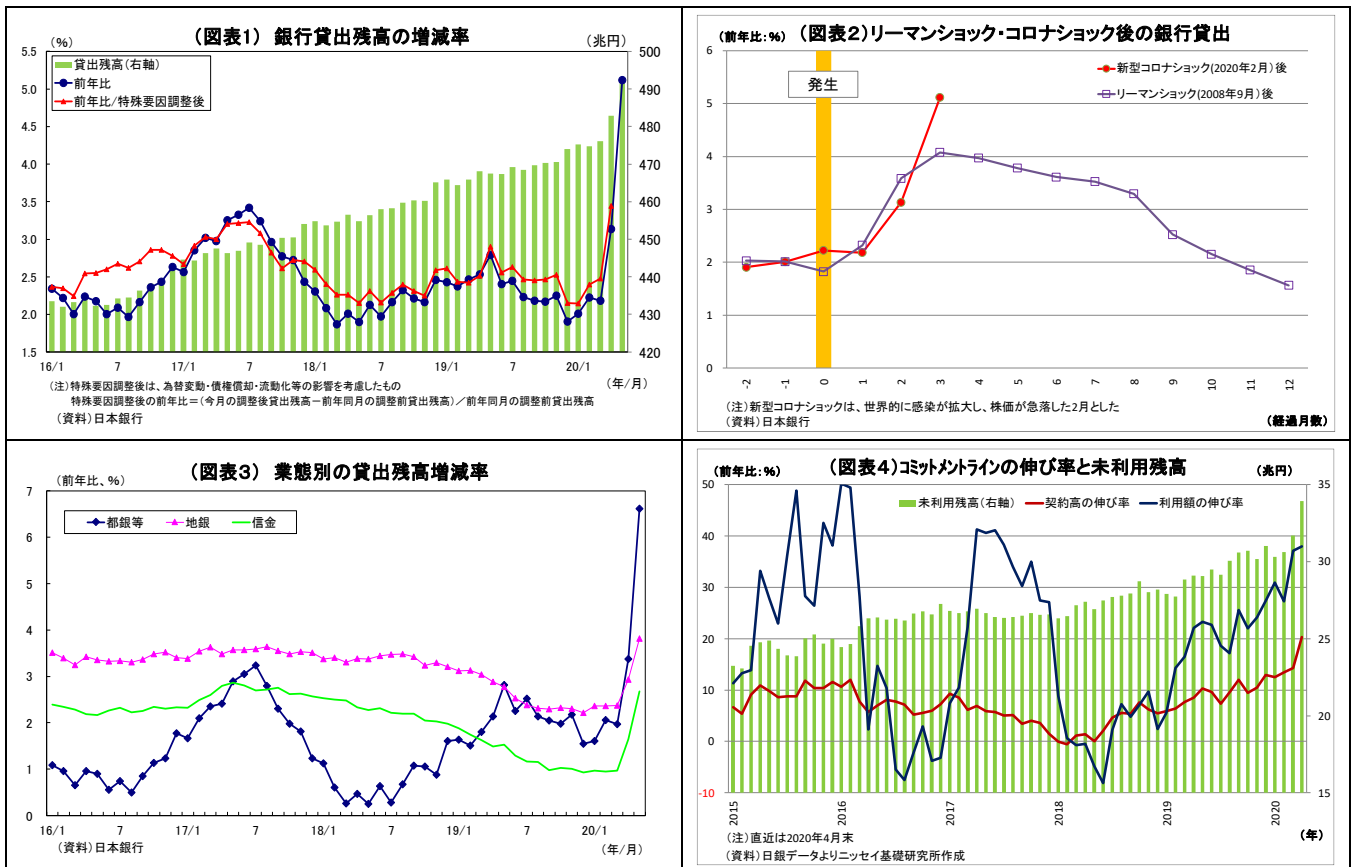 (図表1) 銀行貸出残高の増減率
(%)
(兆円)
貸出残高(右軸)
前年比
前年比/特殊要因調整後
5.5
5.0
4.5
4.0
3.5
3.0
2.5
2.0
1.5
500
490
480
470
460
450
440
430
420
16/1 7 17/1 7 18/1 7 19/1 7 20/1
(年/月)
(注)特殊要因調整後は、為替変動・債権償却・流動化等の影響を考慮したもの
特殊要因調整後の前年比=(今月の調整後貸出残高-前年同月の調整前貸出残高)/前年同月の調整前貸出残高
(資料)日本銀行
(図表2)リーマンショック・コロナショック後の銀行貸出
(前年比:%)
発生
新型コロナショック(2020年2月)後
リーマンショック(2008年9月)後
6
5
4
3
2
1
0
-2 -1 0 1 2 3 4 5 6 7 8 9 10 11 12
(注)新型コロナショックは、世界的に感染が拡大し、株価が急落した2月とした
(資料)日本銀行
(経過月数)
(図表3) 業態別の貸出残高増減率
(前年比、%)
都銀等 地銀 信金
7
6
5
4
3
2
1
0
16/1 7 17/1 7 18/1 7 19/1 7 20/1
(資料)日本銀行
(年/月)
(図表4)コミットメントラインの伸び率と未利用残高
(前年比:%)
(兆円)
未利用残高(右軸) 契約高の伸び率 利用額の伸び率
50
40
30
20
10
0
-10
35
30
25
20
15
2015 2016 2017 2018 2019 2020
(年)
(注)直近は2020年4月末
(資料)日銀データよりニッセイ基礎研究所作成